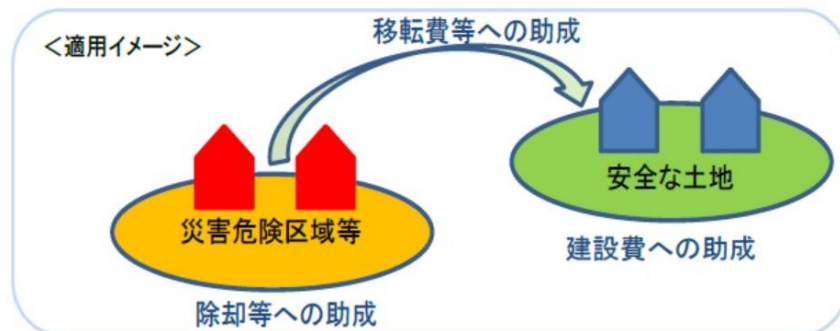 ＜適用イメージ＞
移転費等への助成
災害危険区域等
除却等への助成
安全な土地
建設費への助成